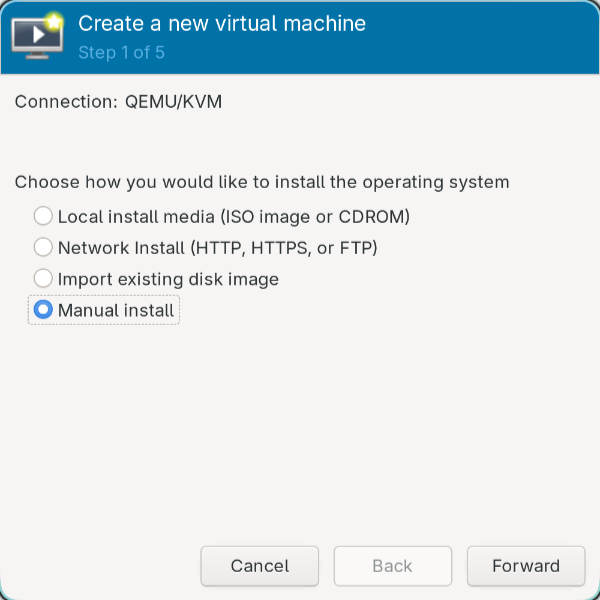 Create a new virtual machine
Step 1 of 5
Connection: QEMU/KVM
Choose how you would like to install the operating system
Local install media (ISO image or CDROM)
Network Install (HTTP, HTTPS, or FTP)
Import existing disk image
Manual install
Cancel Back Forward